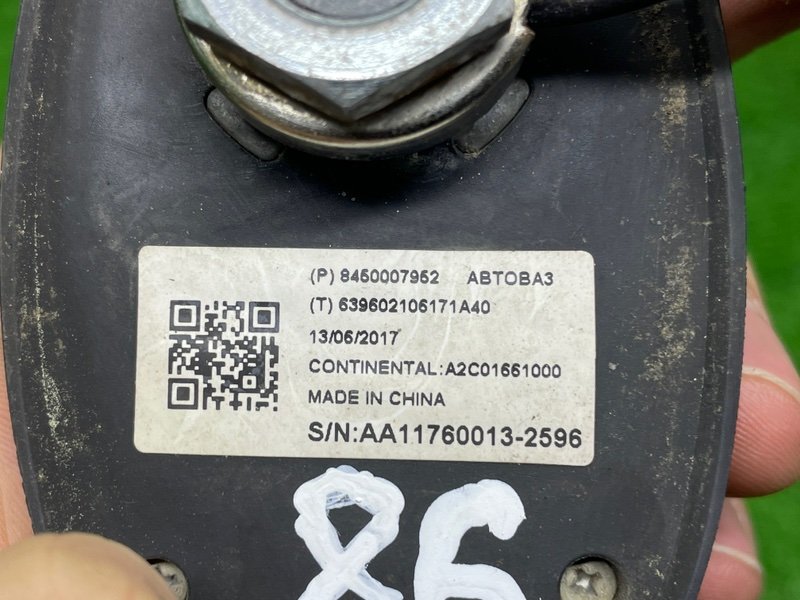 (P) 8450007952 АВТОВАЗ
(T) 639602106171A40
13/06/2017
CONTINENTAL:A2C01661000
MADE IN CHINA
S/N:AA11760013-2596
86